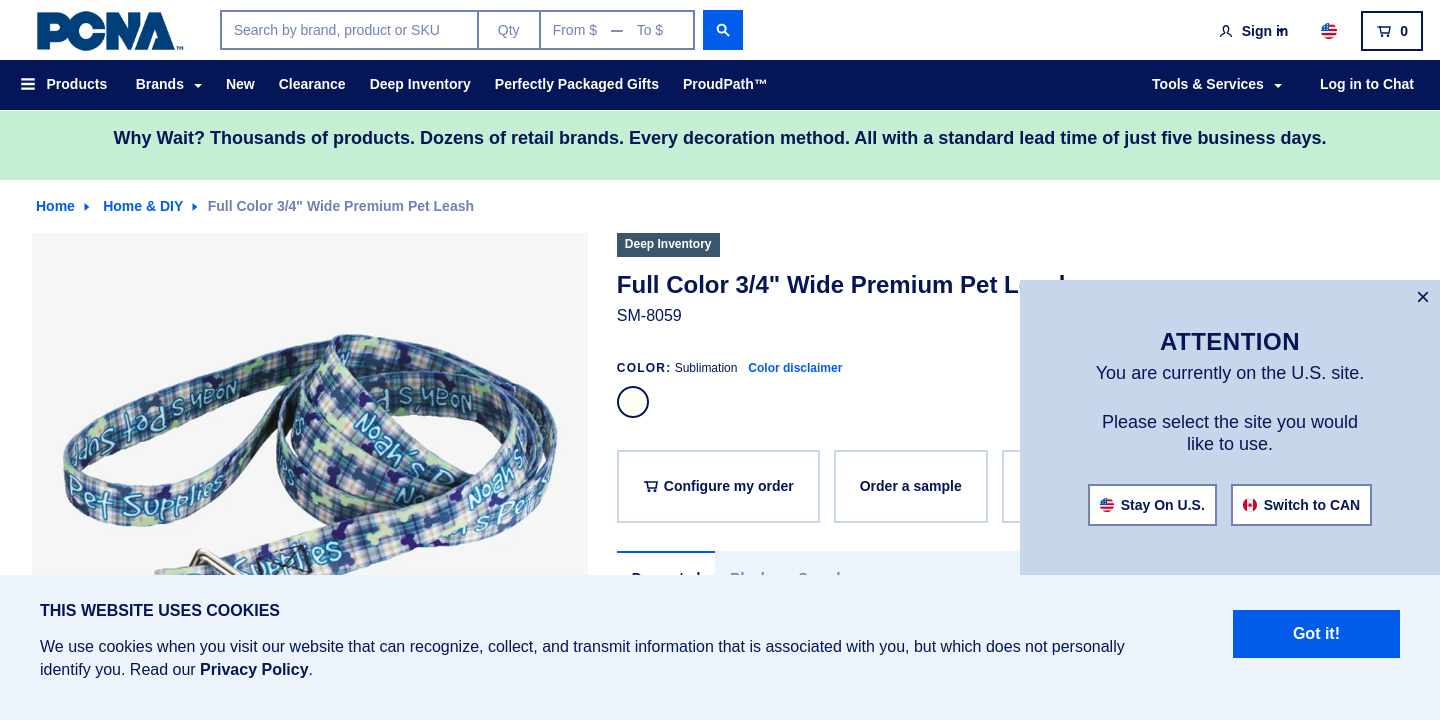 PCNA™
Search by brand, product or SKU
Qty
From $ — To $
Sign in
0
Products
Brands
New
Clearance
Deep Inventory
Perfectly Packaged Gifts
ProudPath™
Tools & Services
Log in to Chat
Why Wait? Thousands of products. Dozens of retail brands. Every decoration method. All with a standard lead time of just five business days.
Home
Home & DIY
Full Color 3/4" Wide Premium Pet Leash
Noah's Pet Supplies
Pet Supplies
Noah's
Noah's
Pet
Deep Inventory
Full Color 3/4" Wide Premium Pet Leash
SM-8059
COLOR: Sublimation Color disclaimer
Configure my order
Order a sample
×
ATTENTION
You are currently on the U.S. site.
Please select the site you would
like to use.
Stay On U.S.
Switch to CAN
THIS WEBSITE USES COOKIES
We use cookies when you visit our website that can recognize, collect, and transmit information that is associated with you, but which does not personally
identify you. Read our Privacy Policy.
Got it!